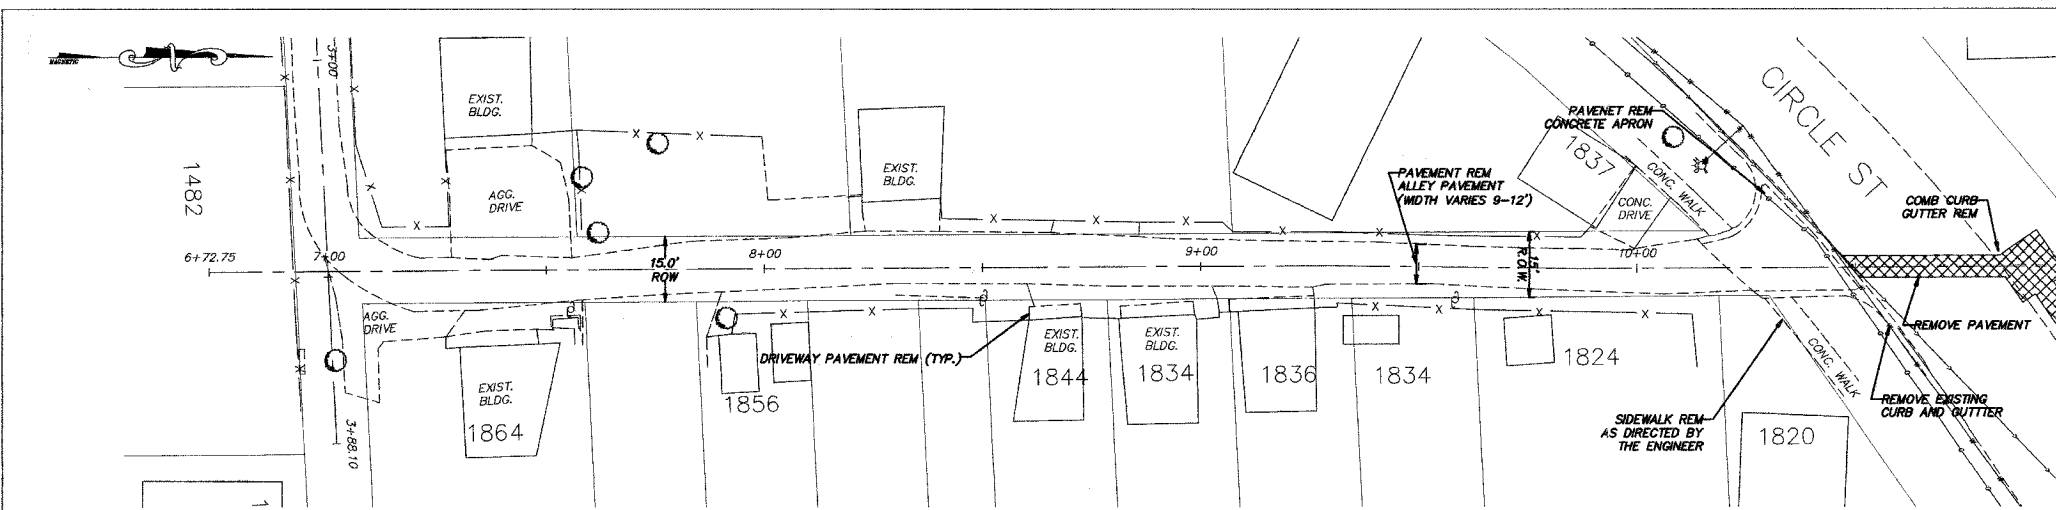 MAGNETIC
3+00
EXIST.
BLDG.
AGG.
DRIVE
1482
6+72.75
7+00
15.0'
ROW
8+00
EXIST.
BLDG.
9+00
PAVEMENT REM
ALLEY PAVEMENT
(WIDTH VARIES 9-12')
PAVENET REM
CONCRETE APRON
1837
CONC. WALK
CONC.
DRIVE
15'
R.O.W.
10+00
CIRCLE ST
COMB CURB
GUTTER REM
REMOVE PAVEMENT
AGG.
DRIVE
3+88.10
EXIST.
BLDG.
1864
1856
DRIVEWAY PAVEMENT REM (TYP.)
EXIST.
BLDG.
1844
EXIST.
BLDG.
1834
1836
1834
1824
SIDEWALK REM
AS DIRECTED BY
THE ENGINEER
CONC. WALK
1820
REMOVE EXISTING
CURB AND GUTTTER